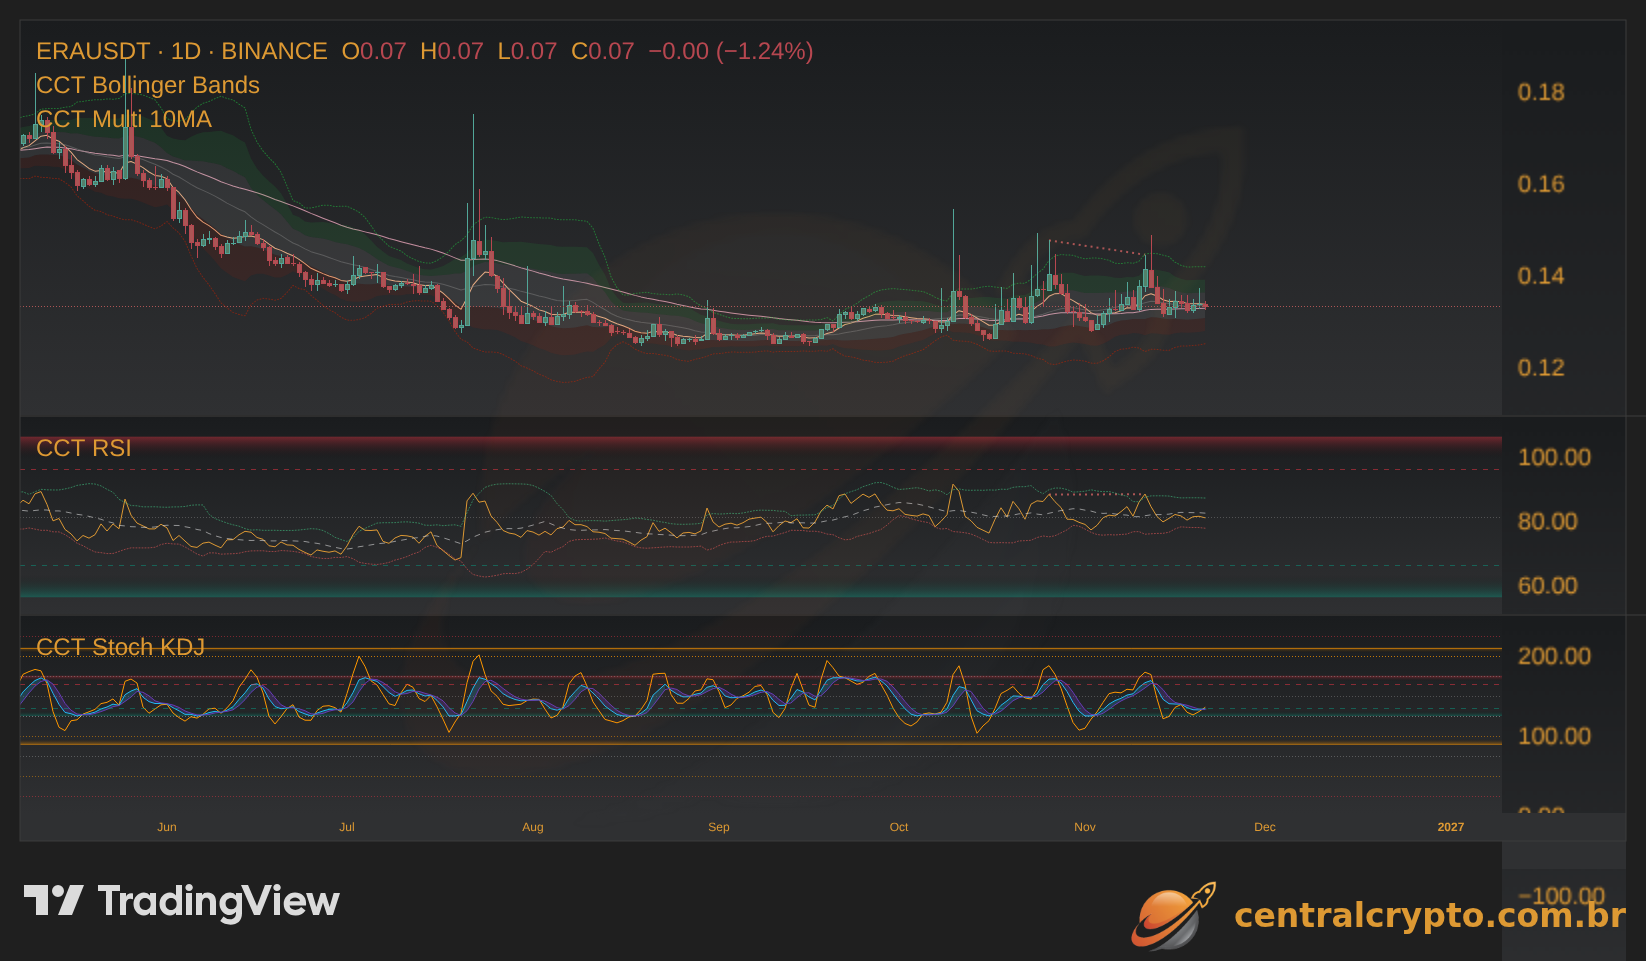 ERAUSDT · 1D · BINANCE O0.07 H0.07 L0.07 C0.07 −0.00 (−1.24%)
CCT Bollinger Bands
CCT Multi 10MA
0.18
0.16
0.14
0.12
CCT RSI
100.00
80.00
60.00
CCT Stoch KDJ
200.00
100.00
0.00
Jun Jul Aug Sep Oct Nov Dec 2027
−100.00
TradingView
centralcrypto.com.br